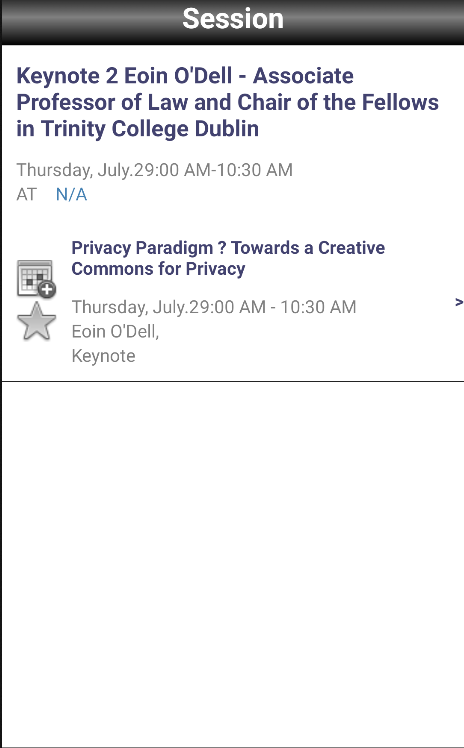 Session
Keynote 2 Eoin O'Dell - Associate
Professor of Law and Chair of the Fellows
in Trinity College Dublin
Thursday, July.29:00 AM-10:30 AM
AT N/A
Privacy Paradigm ? Towards a Creative
Commons for Privacy
Thursday, July.29:00 AM - 10:30 AM
>
Eoin O'Dell,
Keynote